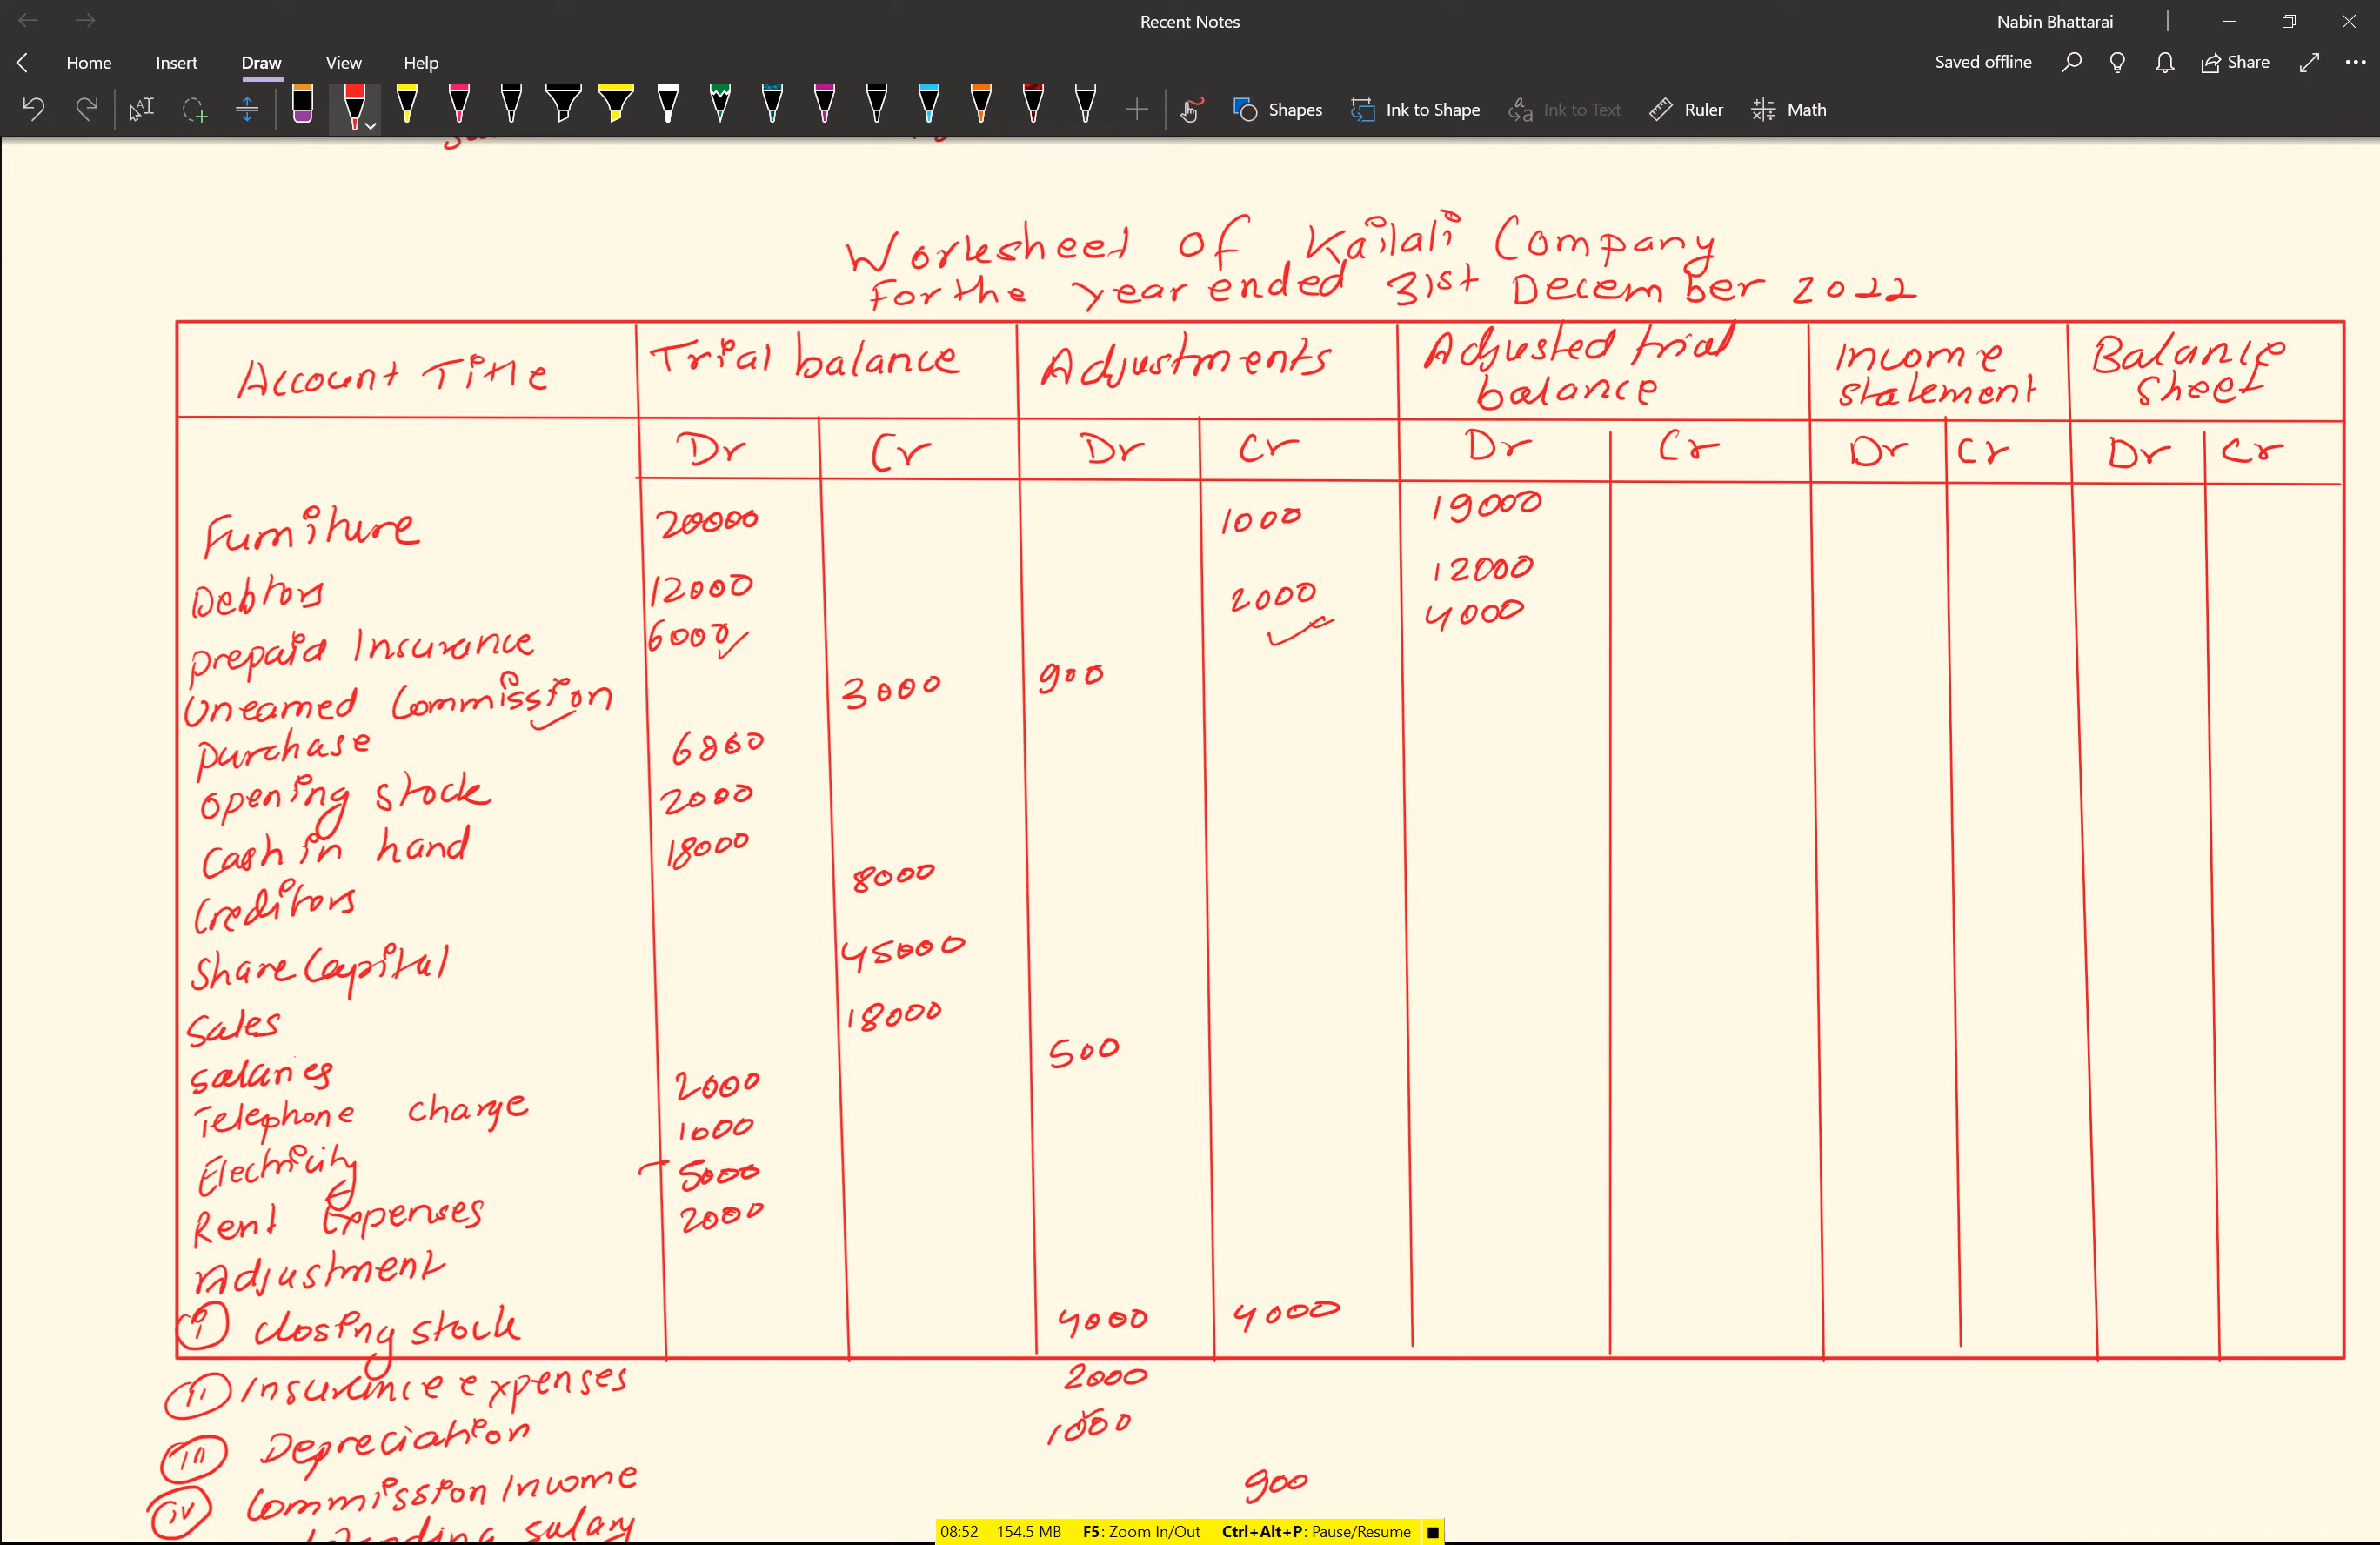 Recent Notes
Nabin Bhattarai
Home Insert Draw View Help
Saved offline
Share
Shapes Ink to Shape Ink to Text Ruler Math
Worksheet of Kailali Company
For the year ended 31st December 2022
Account Title Trial balance Adjustments Adjusted trial balance Income statement Balance Sheet
Dr Cr Dr Cr Dr Cr Dr Cr Dr Cr
Furniture 20000 1000 19000
Debtors 12000 12000
Prepaid Insurance 6000 2000 4000
Unearned Commission 3000 900
Purchase 6000
Opening stock 2000
Cash in hand 18000
Creditors 8000
Share Capital 45000
Sales 18000
Salaries 2000 500
Telephone charge 1000
Electricity 5000
Rent Expenses 2000
Adjustment
i closing stock 4000 4000
ii Insurance expenses 2000
iii Depreciation 1000
iv Commission Income 900
salary
08:52 154.5 MB F5: Zoom In/Out Ctrl+Alt+P: Pause/Resume